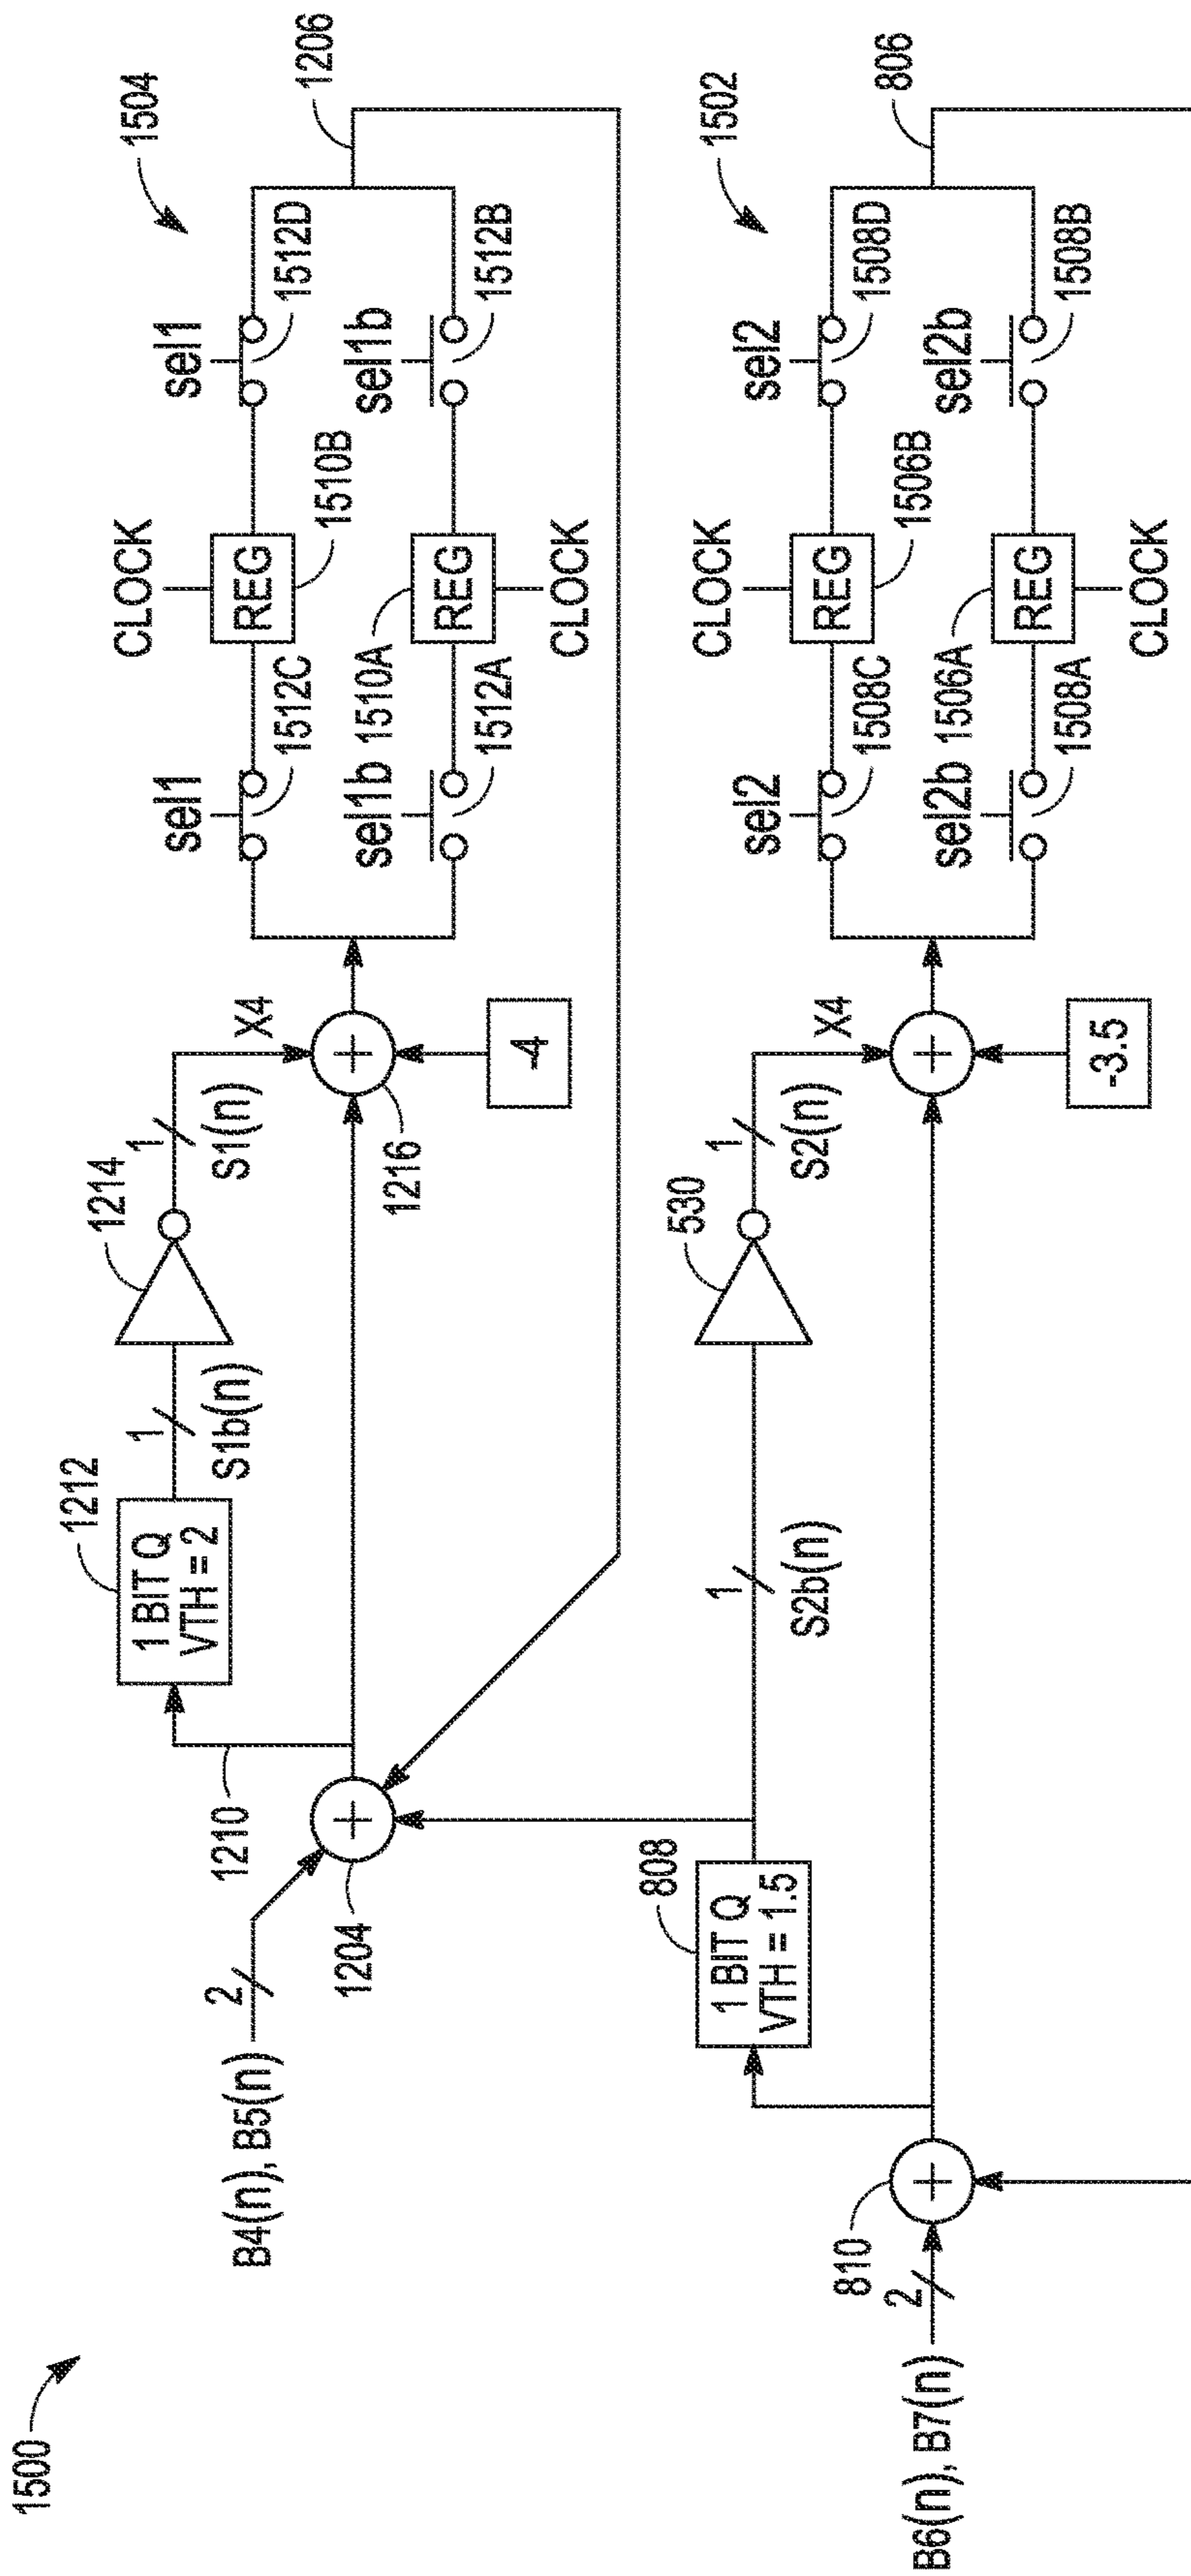 1500
B4(n), B5(n)
2
1204
1210
1 BIT Q
VTH = 2
1212
1
S1b(n)
1214
1
S1(n)
X4
1216
-4
sel1
1512C
CLOCK
REG
1510B
sel1
1512D
1504
1206
sel1b
1512A
1510A
REG
CLOCK
sel1b
1512B
B6(n), B7(n)
2
810
808
1 BIT Q
VTH = 1.5
1
S2b(n)
530
1
S2(n)
X4
-3.5
sel2
1508C
CLOCK
REG
1506B
sel2
1508D
1502
806
sel2b
1508A
1506A
REG
CLOCK
sel2b
1508B